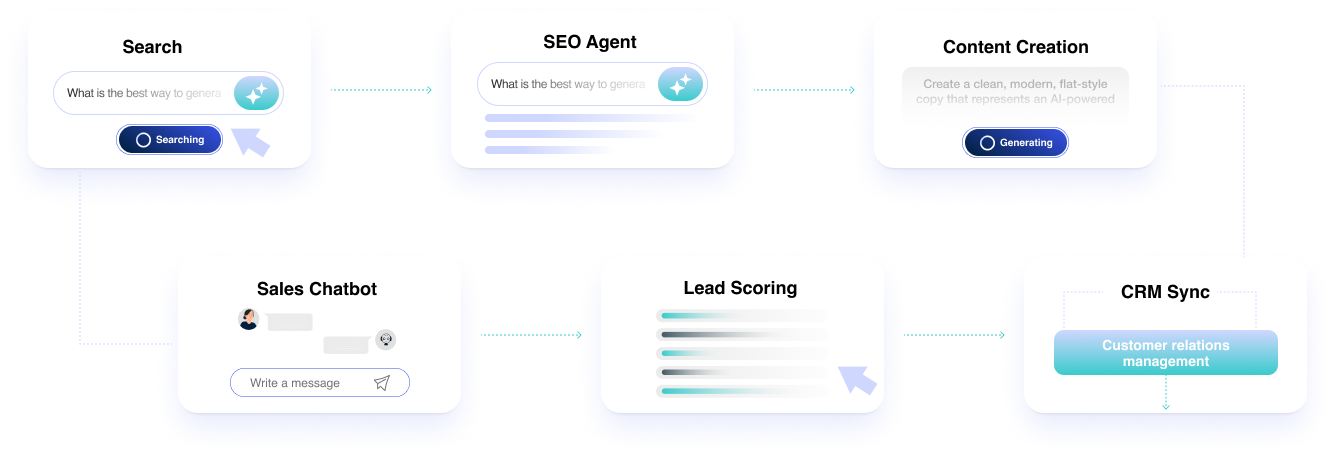 Search
What is the best way to genera
Searching
SEO Agent
What is the best way to genera
Content Creation
Create a clean, modern, flat-style
copy that represents an AI-powered
Generating
Sales Chatbot
Write a message
Lead Scoring
CRM Sync
Customer relations
management